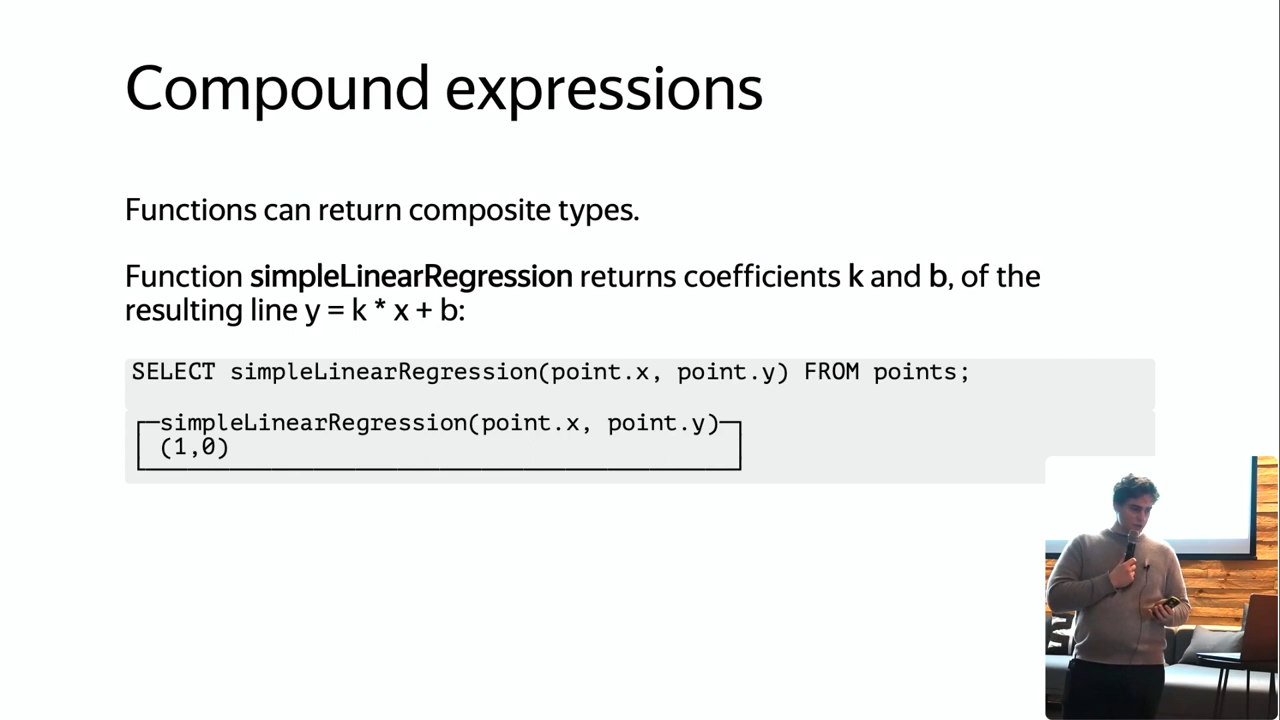 Compound expressions
Functions can return composite types.
Function simpleLinearRegression returns coefficients k and b, of the
resulting line y = k * x + b:
SELECT simpleLinearRegression(point.x, point.y) FROM points;
┌─simpleLinearRegression(point.x, point.y)─┐
│ (1,0) │
└──────────────────────────────────────────┘